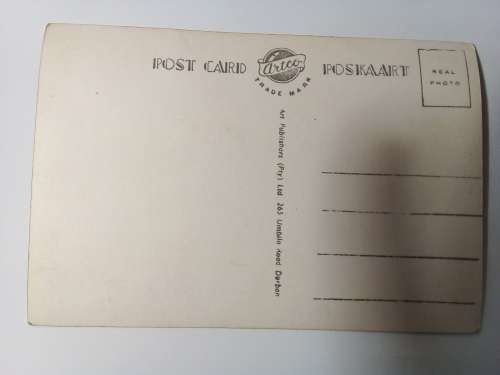 POST CARD
Artco
TRADE MARK
POSKAART
REAL
PHOTO
Art Publishers (Pty) Ltd 263 Umbilo Road Durban